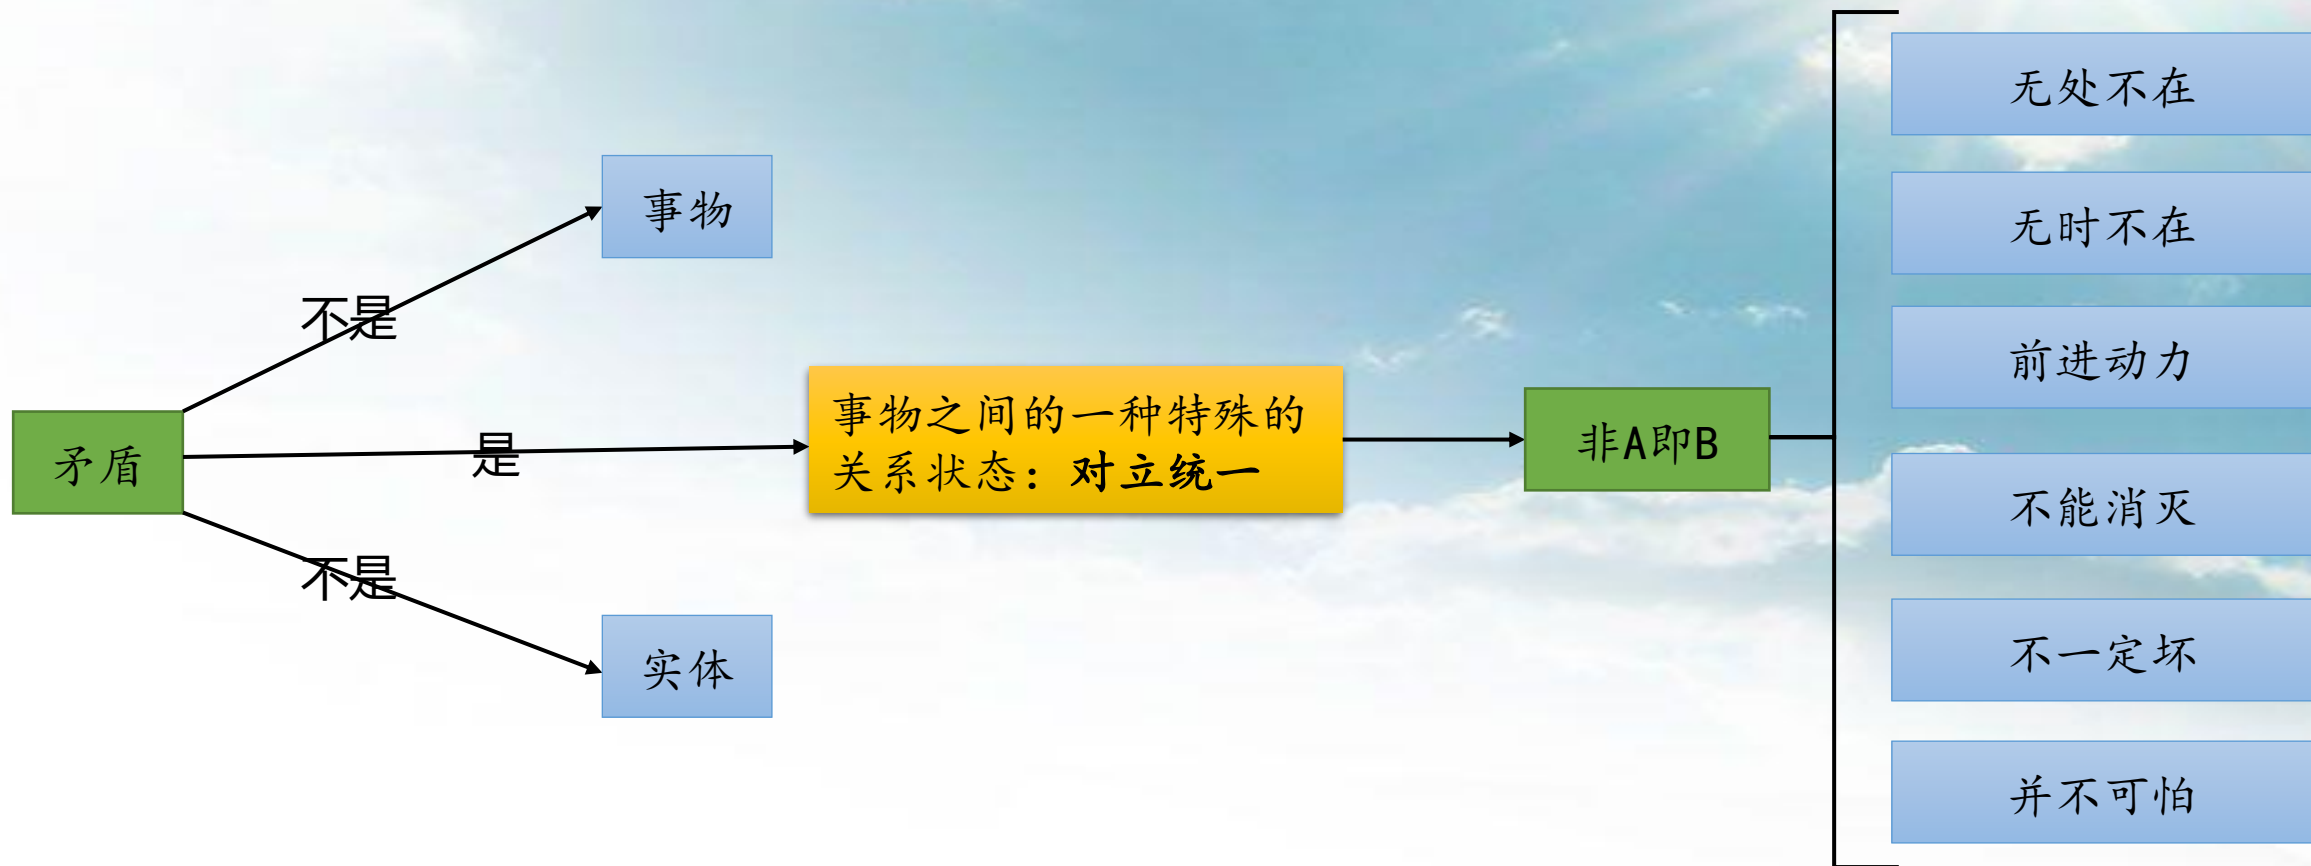 事物
不是
矛盾
是
事物之间的一种特殊的
关系状态：对立统一
非A即B
不是
实体
无处不在
无时不在
前进动力
不能消灭
不一定坏
并不可怕